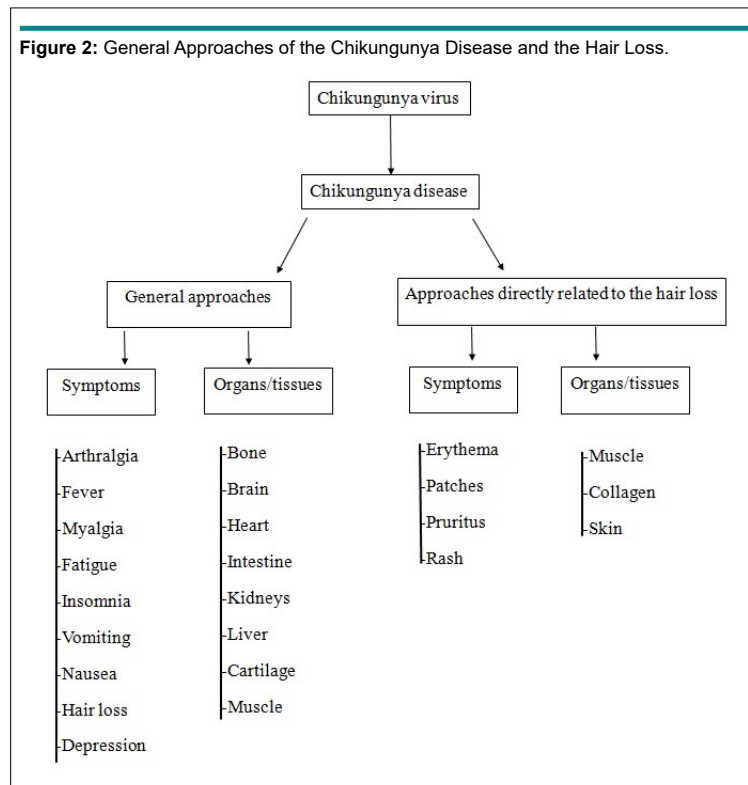 Figure 2: General Approaches of the Chikungunya Disease and the Hair Loss.
Chikungunya virus
Chikungunya disease
General approaches
Approaches directly related to the hair loss
Symptoms
Organs/tissues
Symptoms
Organs/tissues
-Arthralgia
-Fever
-Myalgia
-Fatigue
-Insomnia
-Vomiting
-Nausea
-Hair loss
-Depression
-Bone
-Brain
-Heart
-Intestine
-Kidneys
-Liver
-Cartilage
-Muscle
-Erythema
-Patches
-Pruritus
-Rash
-Muscle
-Collagen
-Skin